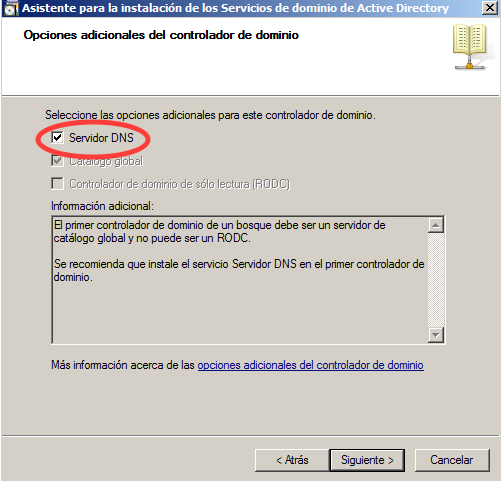 Asistente para la instalación de los Servicios de dominio de Active Directory
Opciones adicionales del controlador de dominio
Seleccione las opciones adicionales para este controlador de dominio.
Servidor DNS
Catálogo global
Controlador de dominio de sólo lectura (RODC)
Información adicional:
El primer controlador de dominio de un bosque debe ser un servidor de
catálogo global y no puede ser un RODC.
Se recomienda que instale el servicio Servidor DNS en el primer controlador de
dominio.
Más información acerca de las opciones adicionales del controlador de dominio
< Atrás
Siguiente >
Cancelar